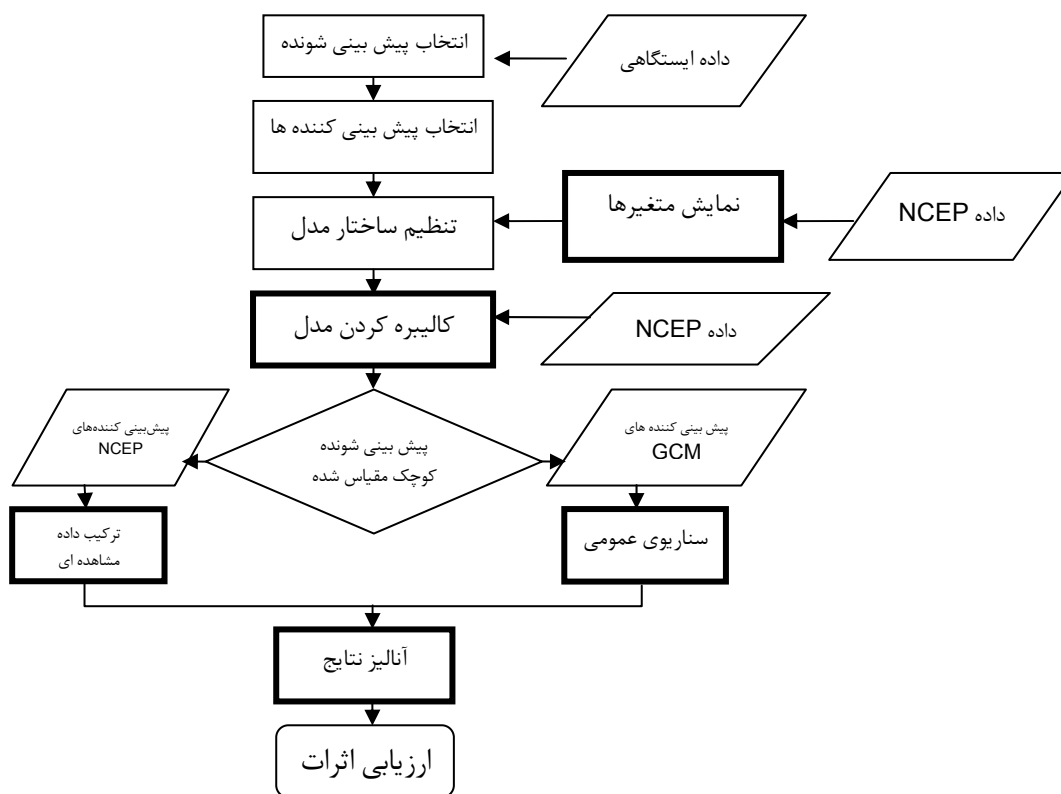 انتخاب پیش بینی شونده
داده ایستگاهی
انتخاب پیش بینی کننده ها
تنظیم ساختار مدل
نمایش متغیرها
داده NCEP
کالیبره کردن مدل
داده NCEP
پیش بینی شونده
کوچک مقیاس شده
پیش بینی کننده های
GCM
پیش‌بینی کننده‌های
NCEP
سناریوی عمومی
ترکیب داده
مشاهده ای
آنالیز نتایج
ارزیابی اثرات